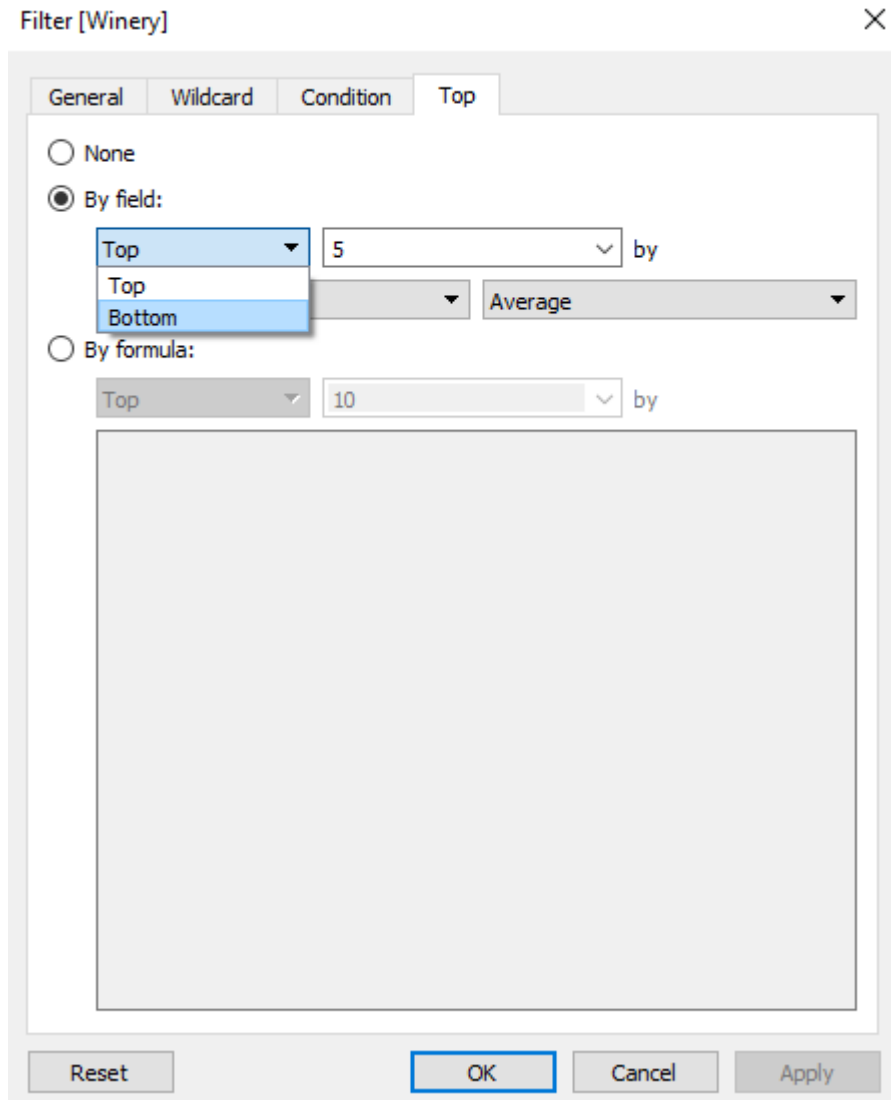 Filter [Winery]
General Wildcard Condition Top
None
By field:
Top 5 by
Top
Bottom
Average
By formula:
Top 10 by
Reset OK Cancel Apply